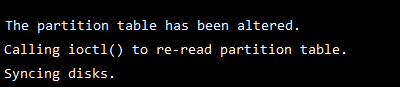 The partition table has been altered.
Calling ioctl() to re-read partition table.
Syncing disks.